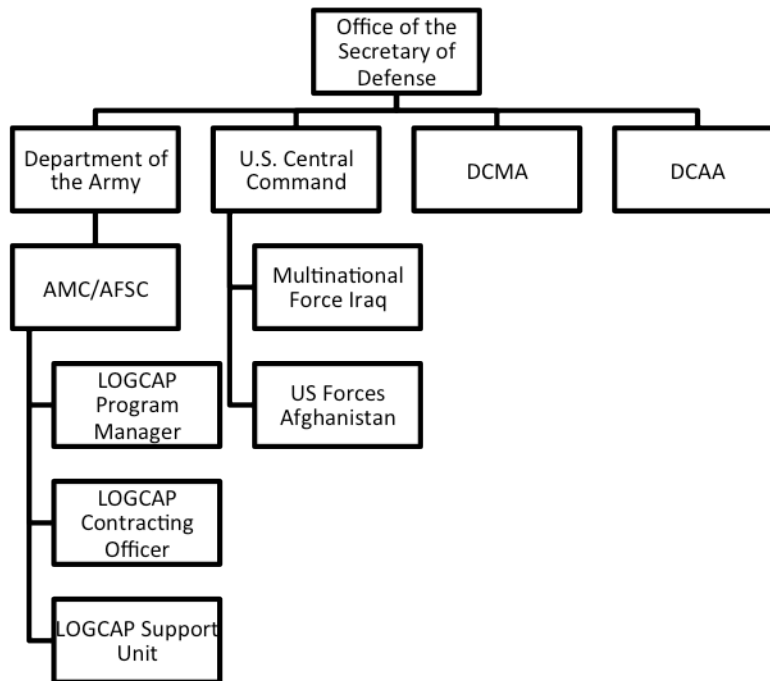 Office of the
Secretary of
Defense
Department of
the Army
U.S. Central
Command
DCMA
DCAA
AMC/AFSC
Multinational
Force Iraq
LOGCAP
Program
Manager
US Forces
Afghanistan
LOGCAP
Contracting
Officer
LOGCAP Support
Unit